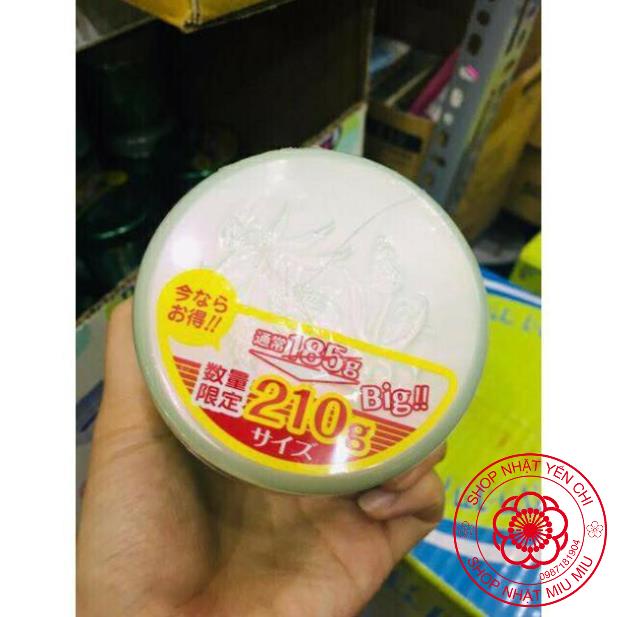 今なら
お得!!
通常185g
数量
限定
210g
Big!!
サイズ
SHOP NHẬT YẾN CHI
0987181904
SHOP NHẬT MIU MIU